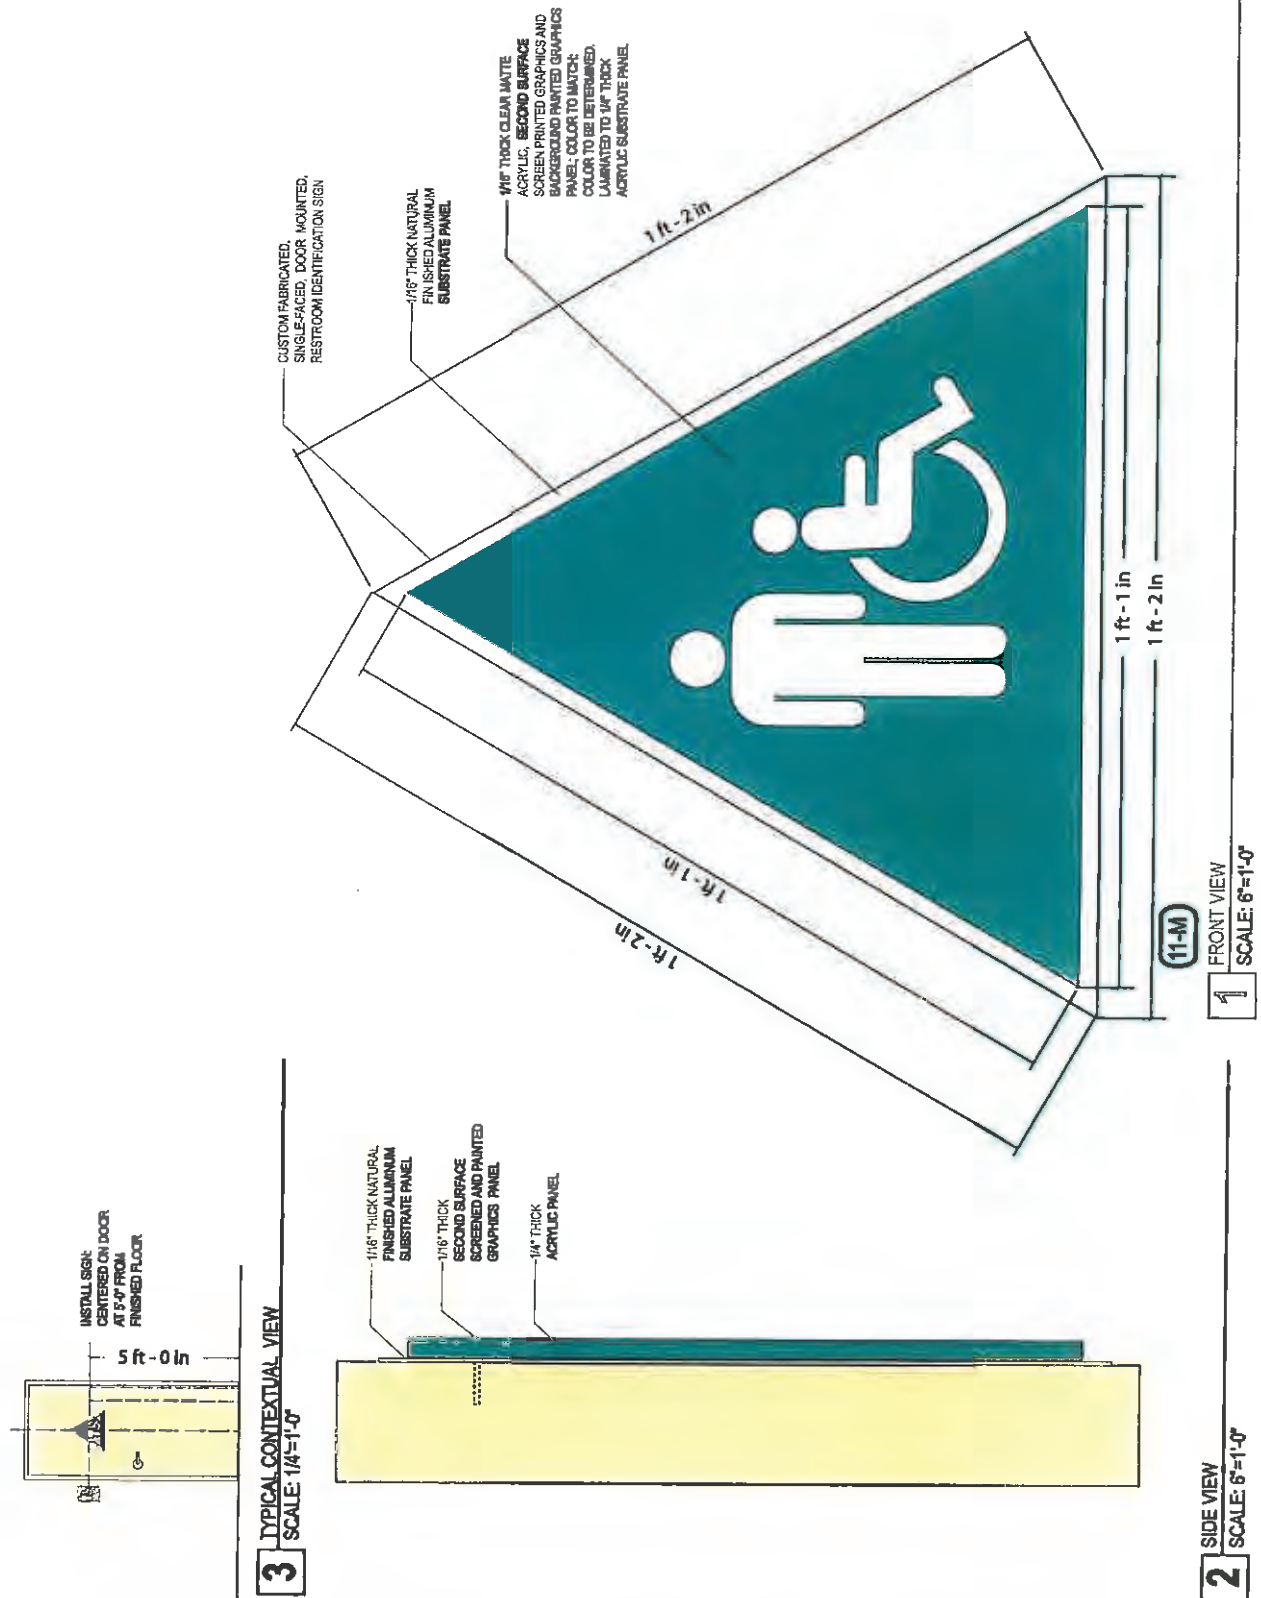 INSTALL SIGN:
CENTERED ON DOOR
AT 5'-0" FROM
FINISHED FLOOR
5 ft - 0 in
3
TYPICAL CONTEXTUAL VIEW
SCALE: 1/4"=1'-0"
1/16" THICK NATURAL
FINISHED ALUMINUM
SUBSTRATE PANEL
1/16" THICK
SECOND SURFACE
SCREENED AND PAINTED
GRAPHICS PANEL
1/4" THICK
ACRYLIC PANEL
2
SIDE VIEW
SCALE: 6"=1'-0"
CUSTOM FABRICATED,
SINGLE-FACED, DOOR MOUNTED,
RESTROOM IDENTIFICATION SIGN
1/16" THICK NATURAL
FINISHED ALUMINUM
SUBSTRATE PANEL
1/16" THICK CLEAR MATTE
ACRYLIC, SECOND SURFACE
SCREEN PRINTED GRAPHICS AND
BACKGROUND PAINTED GRAPHICS
PANEL; COLOR TO MATCH:
COLOR TO BE DETERMINED.
LAMINATED TO 1/4" THICK
ACRYLIC SUBSTRATE PANEL
1 ft - 2 in
1 ft - 1 in
1 ft - 2 in
1 ft - 1 in
1 ft - 2 in
11-M
1
FRONT VIEW
SCALE: 6"=1'-0"